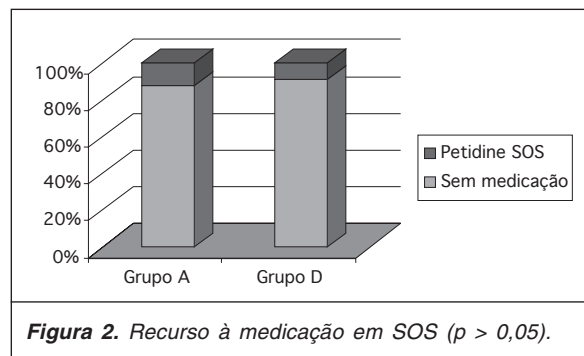 100%
80%
60%
40%
20%
0%
Grupo A Grupo D
Petidine SOS
Sem medicação
Figura 2. Recurso à medicação em SOS (p > 0,05).